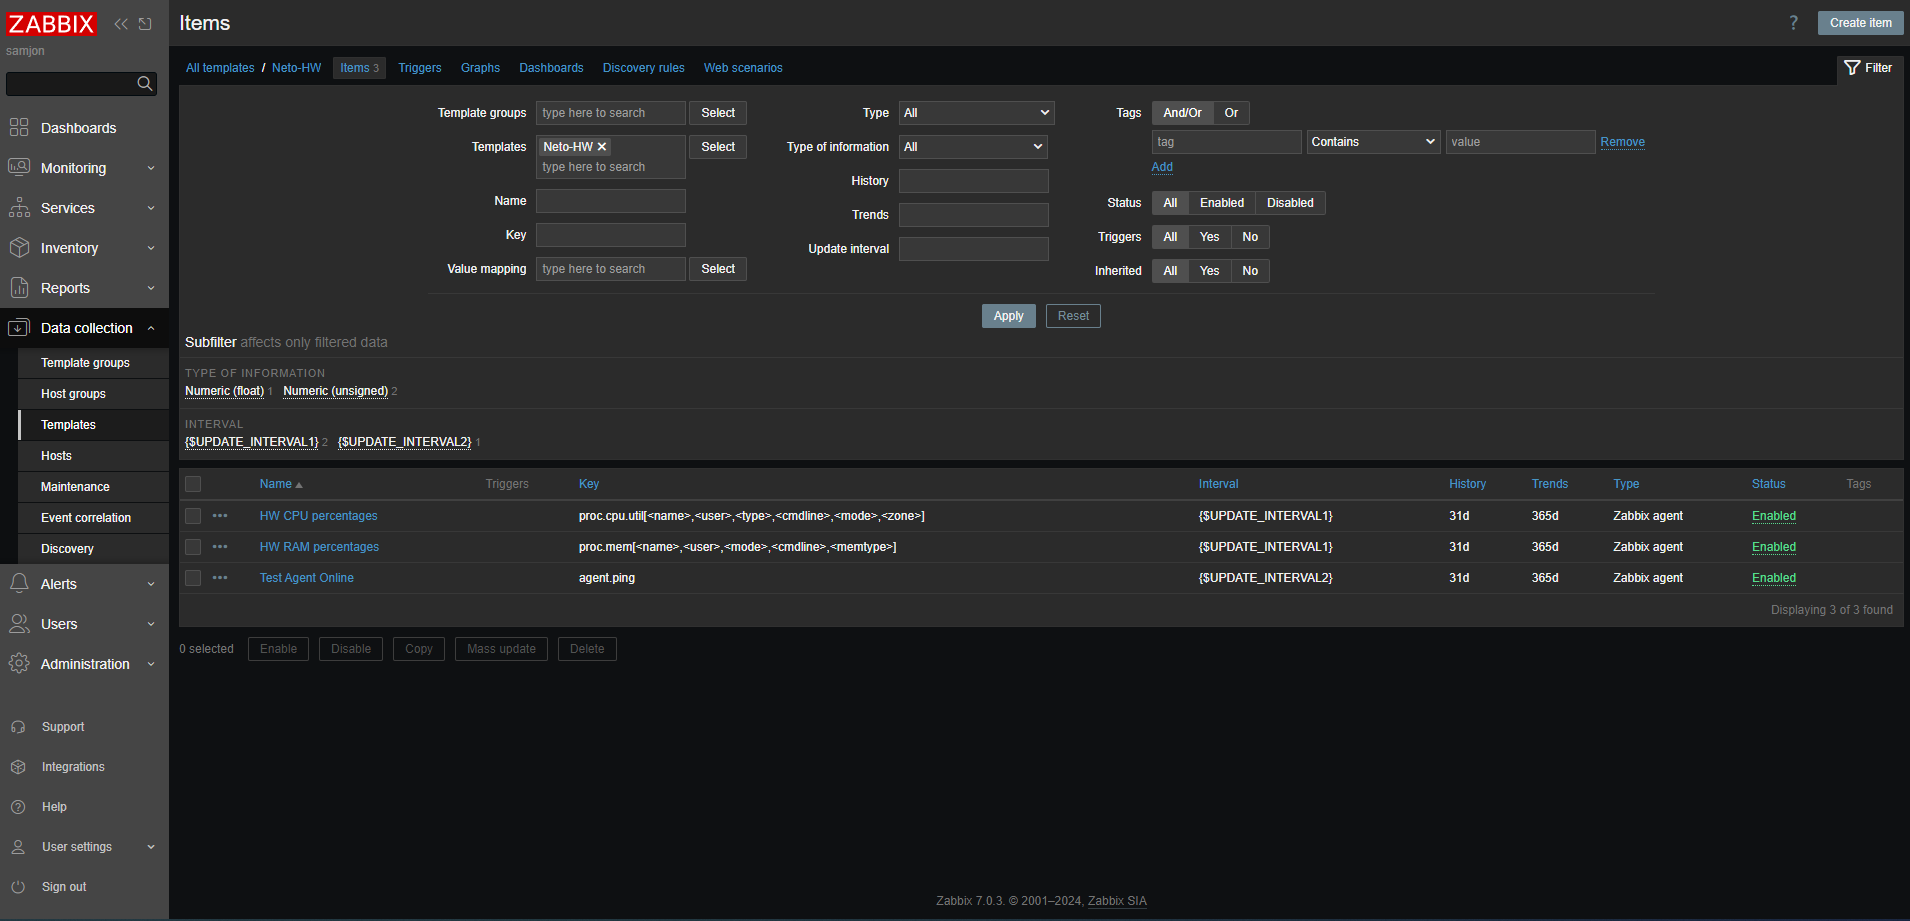 ZABBIX
samjon
Dashboards
Monitoring
Services
Inventory
Reports
Data collection
Template groups
Host groups
Templates
Hosts
Maintenance
Event correlation
Discovery
Alerts
Users
Administration
Support
Integrations
Help
User settings
Sign out
Items
? Create item
All templates / Neto-HW Items 3 Triggers Graphs Dashboards Discovery rules Web scenarios
Filter
Template groups type here to search Select
Templates Neto-HW Select
type here to search
Name
Key
Value mapping type here to search Select
Type All
Type of information All
History
Trends
Update interval
Tags And/Or Or
tag Contains value Remove
Add
Status All Enabled Disabled
Triggers All Yes No
Inherited All Yes No
Apply Reset
Subfilter affects only filtered data
TYPE OF INFORMATION
Numeric (float) 1 Numeric (unsigned) 2
INTERVAL
{$UPDATE_INTERVAL1} 2 {$UPDATE_INTERVAL2} 1
Name Triggers Key Interval History Trends Type Status Tags
HW CPU percentages proc.cpu.util[<name>,<user>,<type>,<cmdline>,<mode>,<zone>] {$UPDATE_INTERVAL1} 31d 365d Zabbix agent Enabled
HW RAM percentages proc.mem[<name>,<user>,<mode>,<cmdline>,<memtype>] {$UPDATE_INTERVAL1} 31d 365d Zabbix agent Enabled
Test Agent Online agent.ping {$UPDATE_INTERVAL2} 31d 365d Zabbix agent Enabled
Displaying 3 of 3 found
0 selected Enable Disable Copy Mass update Delete
Zabbix 7.0.3. © 2001–2024, Zabbix SIA